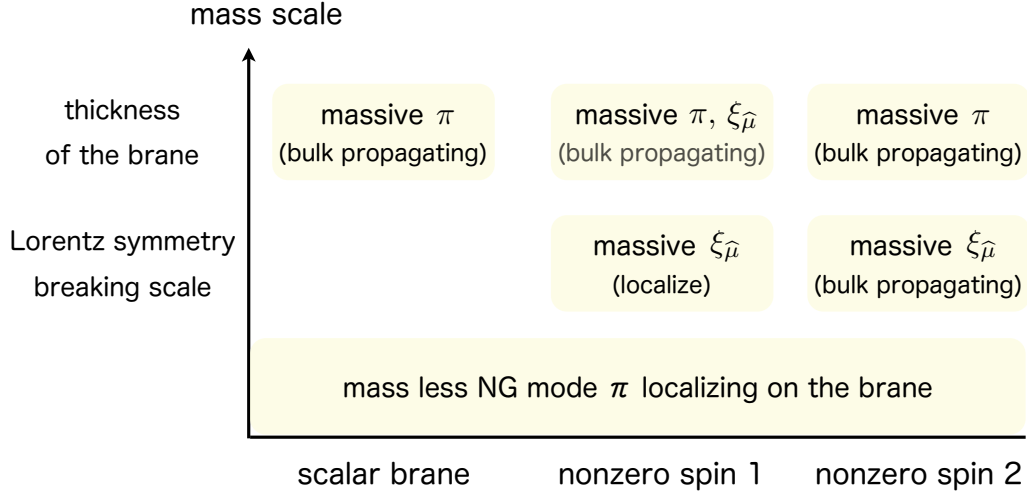 mass scale
thickness
of the brane
massive π
(bulk propagating)
massive π, ξ_μ̂
(bulk propagating)
massive π
(bulk propagating)
Lorentz symmetry
breaking scale
massive ξ_μ̂
(localize)
massive ξ_μ̂
(bulk propagating)
mass less NG mode π localizing on the brane
scalar brane
nonzero spin 1
nonzero spin 2